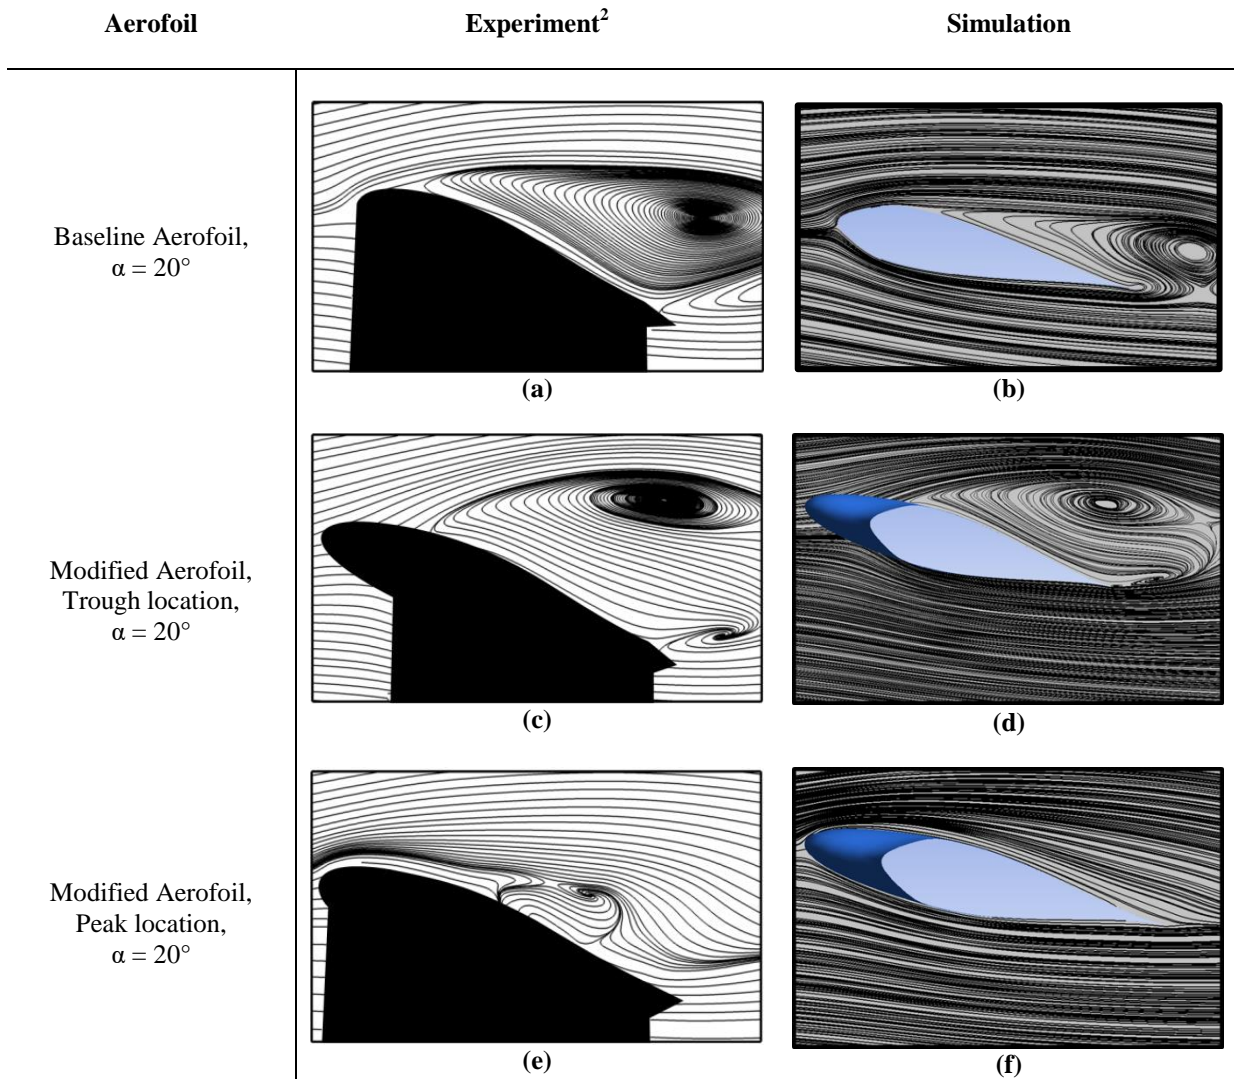 Aerofoil Experiment² Simulation
Baseline Aerofoil,
α = 20°
(a) (b)
Modified Aerofoil,
Trough location,
α = 20°
(c) (d)
Modified Aerofoil,
Peak location,
α = 20°
(e) (f)